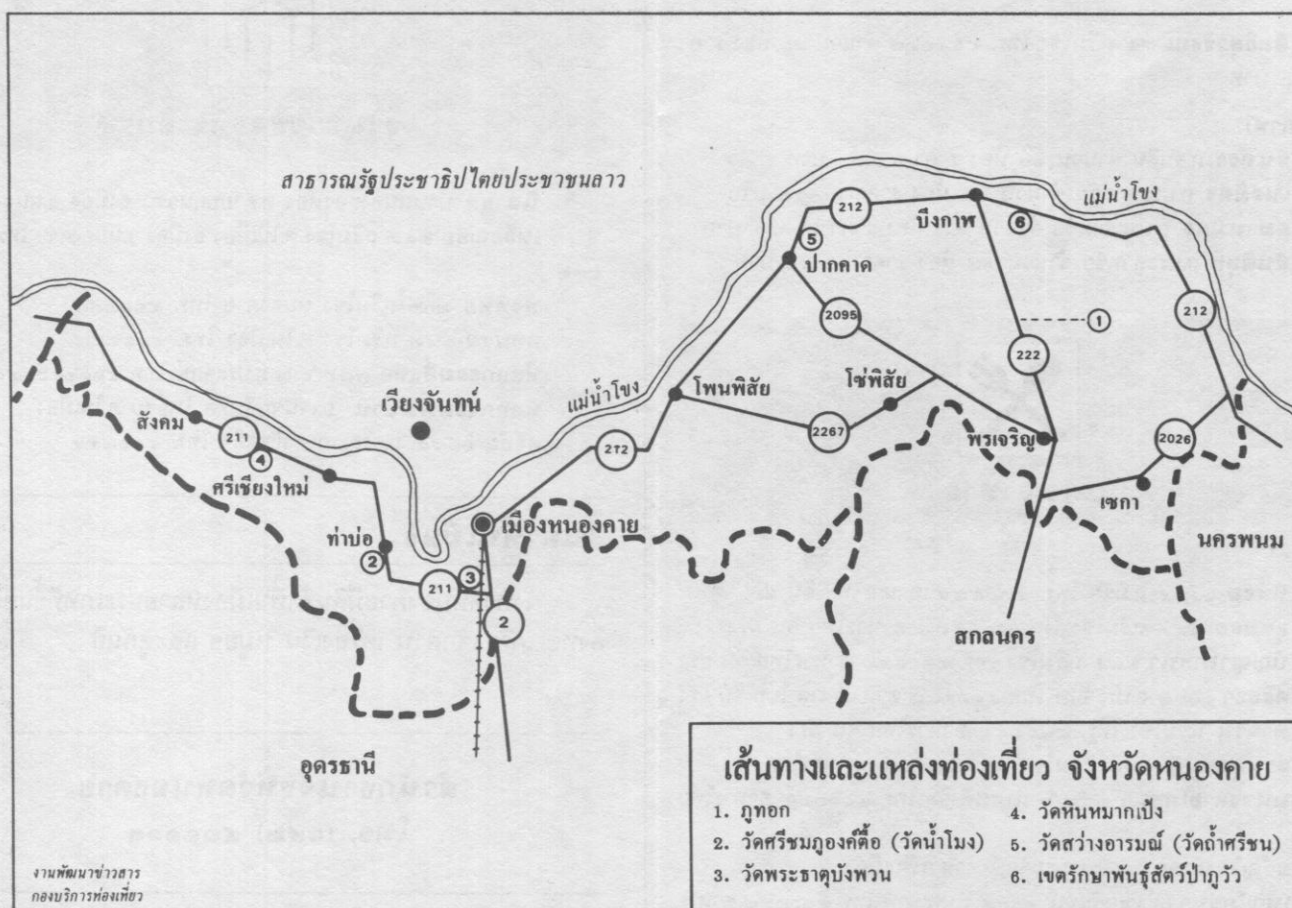 สาธารณรัฐประชาธิปไตยประชาชนลาว
แม่น้ำโขง
212
บึงกาฬ
6
5
ปากคาด
2095
212
1
222
สังคม
211
4
เวียงจันทน์
แม่น้ำโขง
โพนพิสัย
โซ่พิสัย
ศรีเชียงใหม่
212
2267
พรเจริญ
2026
เซกา
ท่าบ่อ
2
เมืองหนองคาย
นครพนม
211
3
2
สกลนคร
อุดรธานี
เส้นทางและแหล่งท่องเที่ยว จังหวัดหนองคาย
1. ภูทอก
2. วัดศรีชมภูองค์ตื้อ (วัดน้ำโมง)
3. วัดพระธาตุบังพวน
4. วัดหินหมากเป้ง
5. วัดสว่างอารมณ์ (วัดถ้ำศรีชน)
6. เขตรักษาพันธุ์สัตว์ป่าภูวัว
งานพัฒนาข่าวสาร
กองบริการท่องเที่ยว